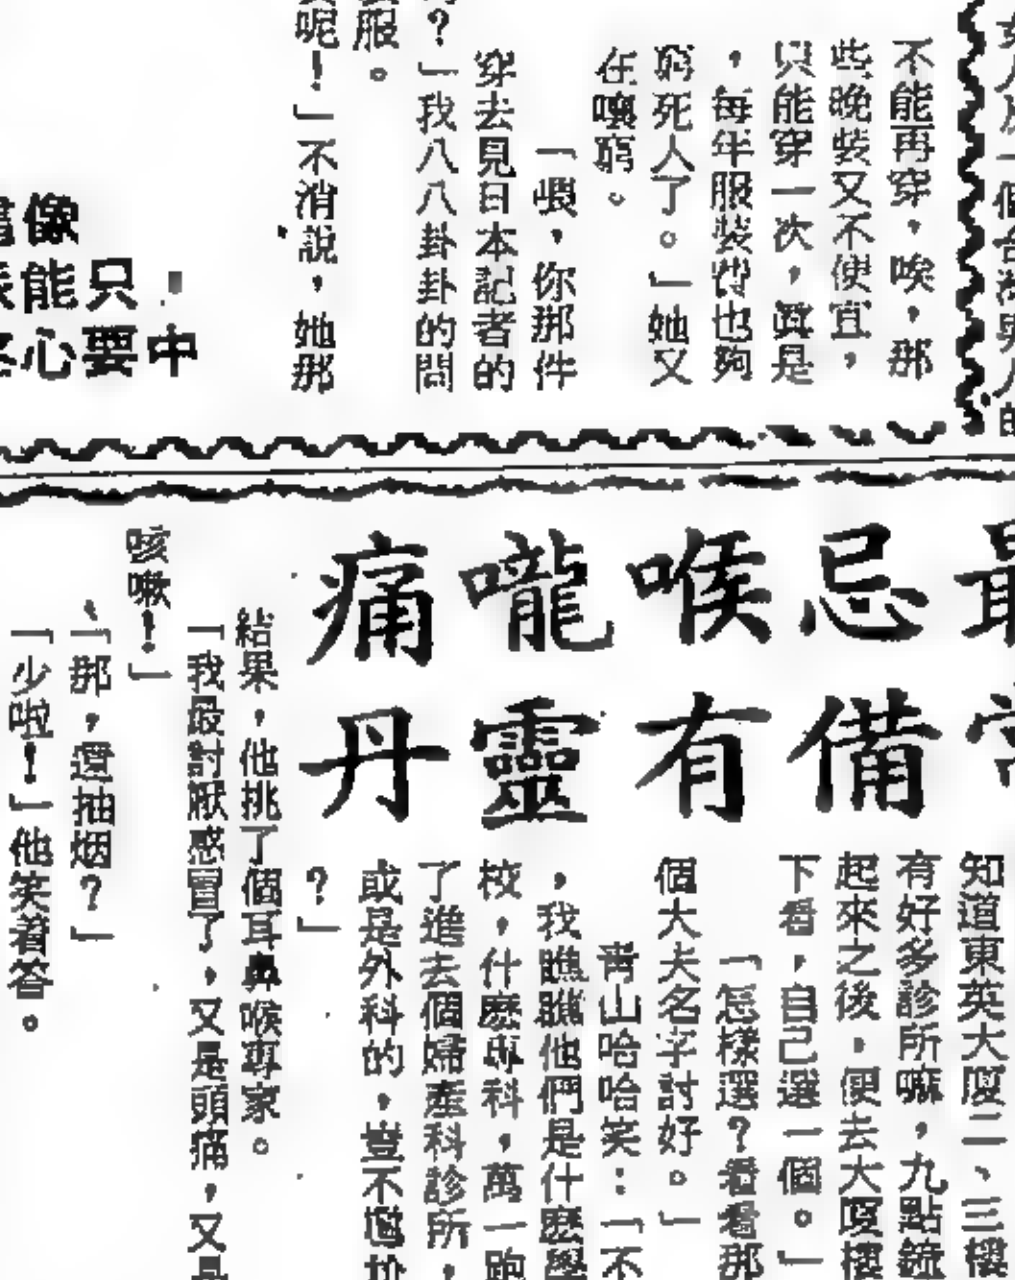 不能再穿，唉，那
些晚裝又不便宜，
只能穿一次，眞是
，每年服裝費也夠
窮死人了。」她又
在嚷窮。
「喂，你那件
穿去見日本記者的
？」我八八卦卦的問
服。
呢！」不消說，她那
像
能只
心要中
忌
喉有備
嚨靈
痛丹
知道東英大廈二、三樓
有好多診所嘛，九點鐘
起來之後，便去大廈樓
下看，自己選一個。」
「怎樣選？看看那
個大夫名字討好。」
青山哈哈笑：「不
，我瞧瞧他們是什麽學
校，什麽專科，萬一跑
了進去個婦產科診所，
或是外科的，豈不尷尬
？」
結果，他挑了個耳鼻喉專家。
「我最討厭感冒了，又是頭痛，又是
咳嗽！」
「那，還抽烟？」
「少啦！」他笑着答。